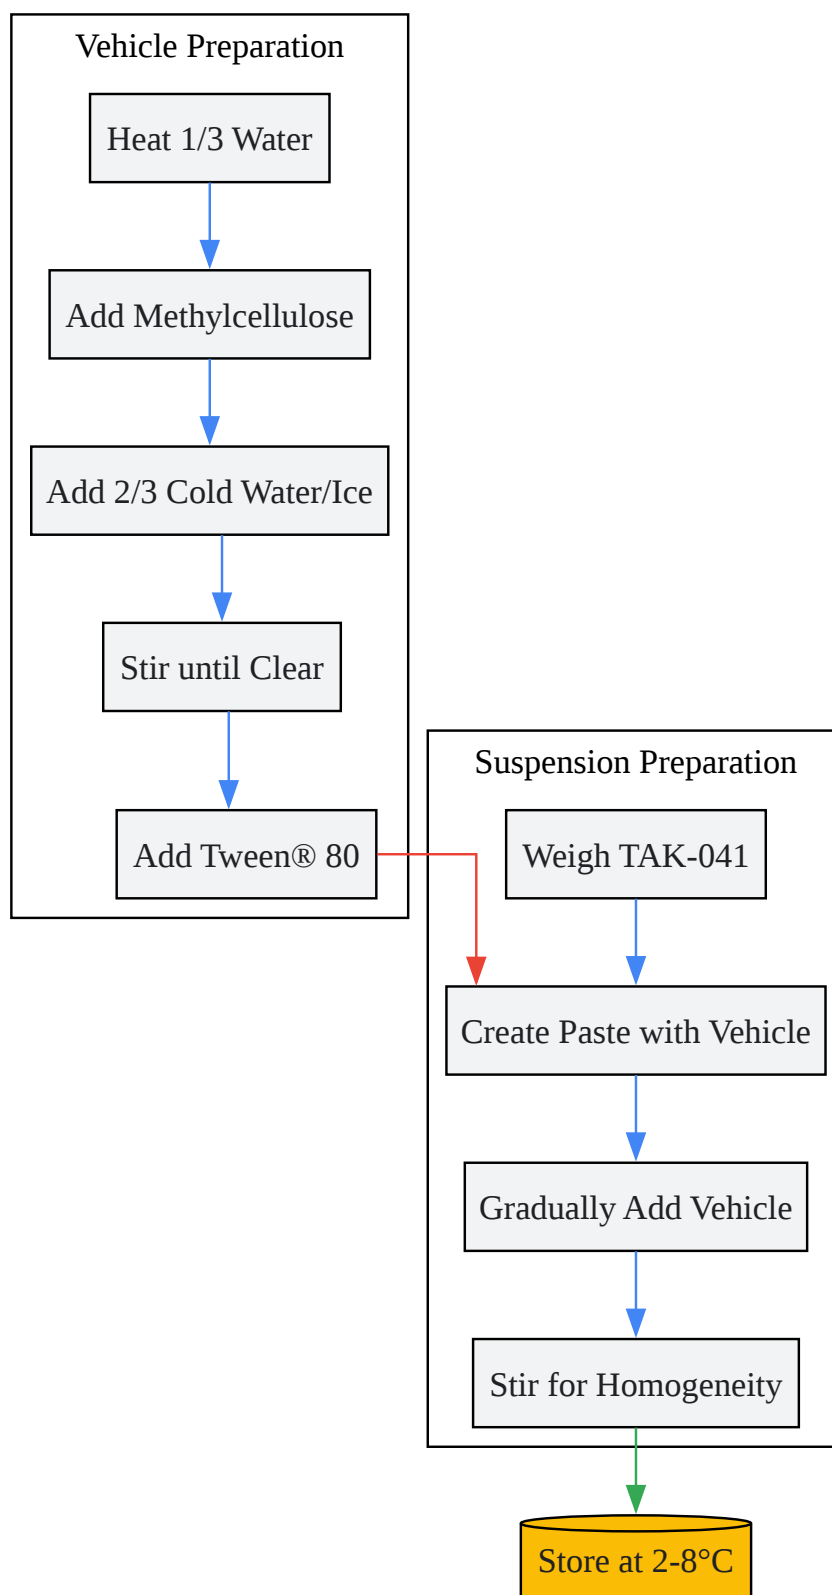 Vehicle Preparation
Heat 1/3 Water
Add Methylcellulose
Add 2/3 Cold Water/Ice
Stir until Clear
Add Tween® 80
Suspension Preparation
Weigh TAK-041
Create Paste with Vehicle
Gradually Add Vehicle
Stir for Homogeneity
Store at 2-8°C